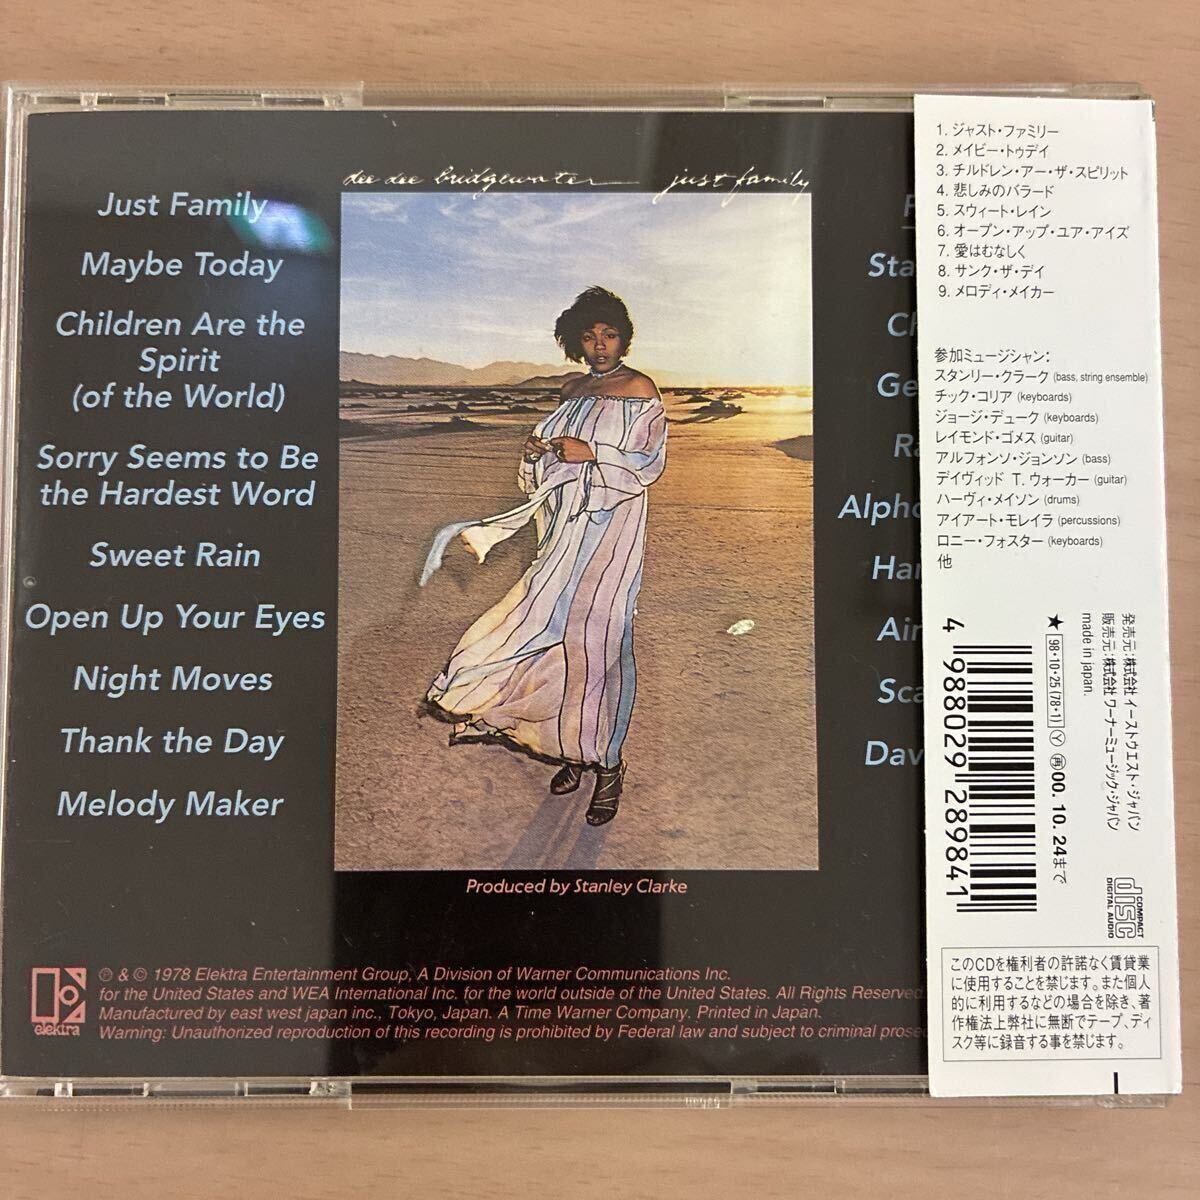 dee dee bridgewater just family
Just Family
Maybe Today
Children Are the
Spirit
(of the World)
Sorry Seems to Be
the Hardest Word
Sweet Rain
Open Up Your Eyes
Night Moves
Thank the Day
Melody Maker
Produced by Stanley Clarke
elektra
℗ & © 1978 Elektra Entertainment Group, A Division of Warner Communications Inc.
for the United States and WEA International Inc. for the world outside of the United States. All Rights Reserved
Manufactured by east west japan inc., Tokyo, Japan. A Time Warner Company. Printed in Japan.
Warning: Unauthorized reproduction of this recording is prohibited by Federal law and subject to criminal
1. ジャスト・ファミリー
2. メイビー・トゥデイ
3. チルドレン・アー・ザ・スピリット
4. 悲しみのバラード
5. スウィート・レイン
6. オープン・アップ・ユア・アイズ
7. 愛はむなしく
8. サンク・ザ・デイ
9. メロディ・メイカー
参加ミュージシャン:
スタンリー・クラーク (bass, string ensemble)
チック・コリア (keyboards)
ジョージ・デューク (keyboards)
レイモンド・ゴメス (guitar)
アルフォンソ・ジョンソン (bass)
デイヴィッド T. ウォーカー (guitar)
ハーヴィ・メイソン (drums)
アイアート・モレイラ (percussions)
ロニー・フォスター (keyboards)
他
発売元:株式会社 イーストウエスト・ジャパン
販売元:株式会社 ワーナーミュージック・ジャパン
made in japan.
★ 98・10・25 (78・1) Ⓨ ㊞00.10.24まで
4 988029 289841
COMPACT
disc
DIGITAL AUDIO
このCDを権利者の許諾なく賃貸業
に使用することを禁じます。また個人
的に利用するなどの場合を除き、著
作権法上弊社に無断でテープ、ディ
スク等に録音する事を禁じます。